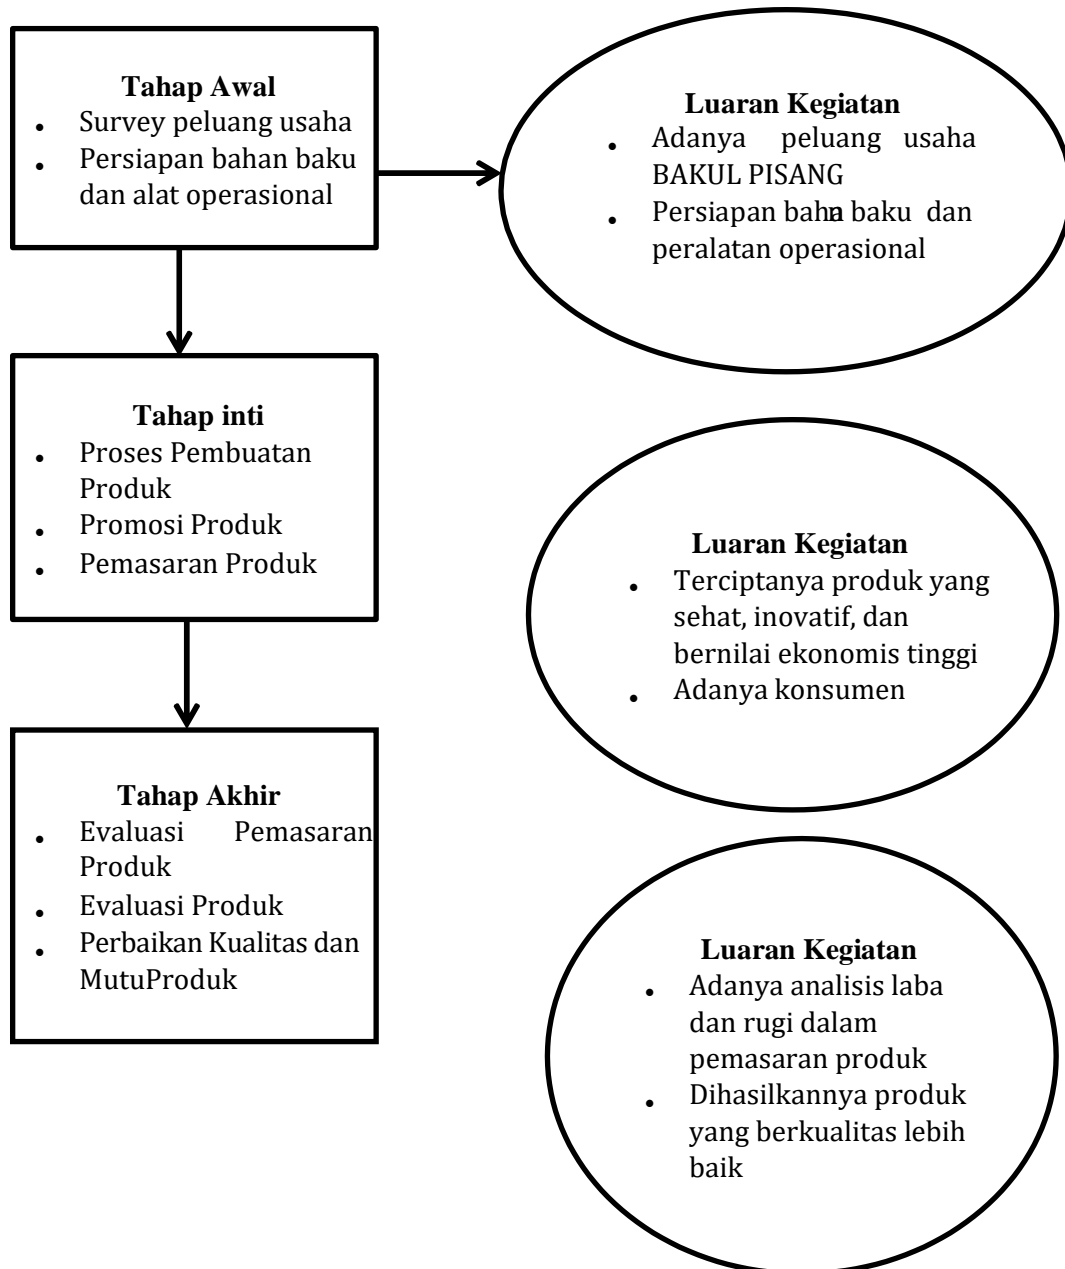 Tahap Awal
• Survey peluang usaha
• Persiapan bahan baku
dan alat operasional
Luaran Kegiatan
• Adanya peluang usaha
BAKUL PISANG
• Persiapan bahan baku dan
peralatan operasional
Tahap inti
• Proses Pembuatan
Produk
• Promosi Produk
• Pemasaran Produk
Luaran Kegiatan
• Terciptanya produk yang
sehat, inovatif, dan
bernilai ekonomis tinggi
• Adanya konsumen
Tahap Akhir
• Evaluasi Pemasaran
Produk
• Evaluasi Produk
• Perbaikan Kualitas dan
MutuProduk
Luaran Kegiatan
• Adanya analisis laba
dan rugi dalam
pemasaran produk
• Dihasilkannya produk
yang berkualitas lebih
baik